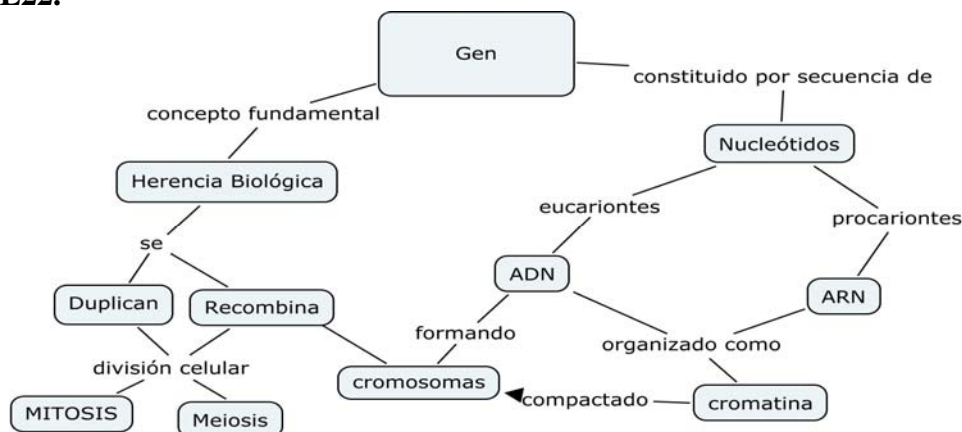 E22.
Gen
constituido por secuencia de
concepto fundamental
Nucleótidos
Herencia Biológica
eucariontes
procariontes
se
ADN
ARN
Duplican
Recombina
formando
organizado como
división celular
cromosomas
compactado
cromatina
MITOSIS
Meiosis